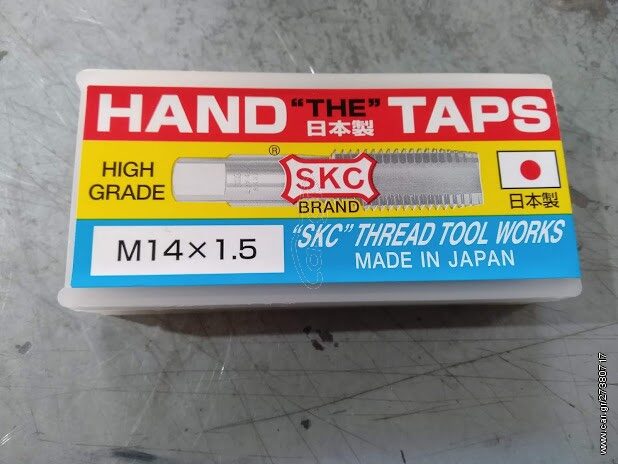 HAND "THE" TAPS
日本製
HIGH
GRADE
® SKC
BRAND
日本製
M14×1.5
"SKC" THREAD TOOL WORKS
MADE IN JAPAN
www.car.gr/273807717